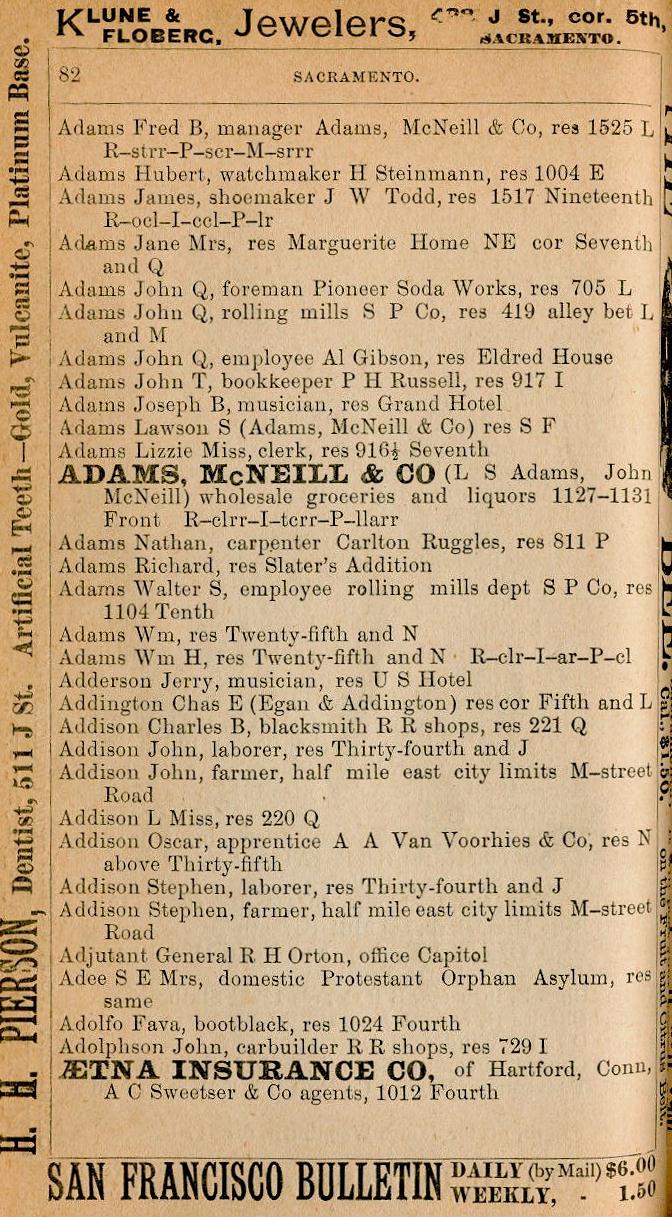 KLUNE & FLOBERG, Jewelers, J St., cor. 5th, SACRAMENTO.
82 SACRAMENTO.
Adams Fred B, manager Adams, McNeill & Co, res 1525 L
R–strr–P–scr–M–srrr
Adams Hubert, watchmaker H Steinmann, res 1004 E
Adams James, shoemaker J W Todd, res 1517 Nineteenth
R–ocl–I–ccl–P–lr
Adams Jane Mrs, res Marguerite Home NE cor Seventh
and Q
Adams John Q, foreman Pioneer Soda Works, res 705 L
Adams John Q, rolling mills S P Co, res 419 alley bet L
and M
Adams John Q, employee Al Gibson, res Eldred House
Adams John T, bookkeeper P H Russell, res 917 I
Adams Joseph B, musician, res Grand Hotel
Adams Lawson S (Adams, McNeill & Co) res S F
Adams Lizzie Miss, clerk, res 916½ Seventh
ADAMS, McNEILL & CO (L S Adams, John
McNeill) wholesale groceries and liquors 1127–1131
Front R–clrr–I–tcrr–P–llarr
Adams Nathan, carpenter Carlton Ruggles, res 811 P
Adams Richard, res Slater's Addition
Adams Walter S, employee rolling mills dept S P Co, res
1104 Tenth
Adams Wm, res Twenty-fifth and N
Adams Wm H, res Twenty-fifth and N R–clr–I–ar–P–cl
Adderson Jerry, musician, res U S Hotel
Addington Chas E (Egan & Addington) res cor Fifth and L
Addison Charles B, blacksmith R R shops, res 221 Q
Addison John, laborer, res Thirty-fourth and J
Addison John, farmer, half mile east city limits M–street
Road
Addison L Miss, res 220 Q
Addison Oscar, apprentice A A Van Voorhies & Co, res N
above Thirty-fifth
Addison Stephen, laborer, res Thirty-fourth and J
Addison Stephen, farmer, half mile east city limits M–street
Road
Adjutant General R H Orton, office Capitol
Adee S E Mrs, domestic Protestant Orphan Asylum, res
same
Adolfo Fava, bootblack, res 1024 Fourth
Adolphson John, carbuilder R R shops, res 729 I
ÆTNA INSURANCE CO, of Hartford, Conn,
A C Sweetser & Co agents, 1012 Fourth
SAN FRANCISCO BULLETIN DAILY (by Mail) $6.00
WEEKLY, - 1.50
H. H. PIERSON, Dentist, 511 J St. Artificial Teeth—Gold, Vulcanite, Platinum Base.